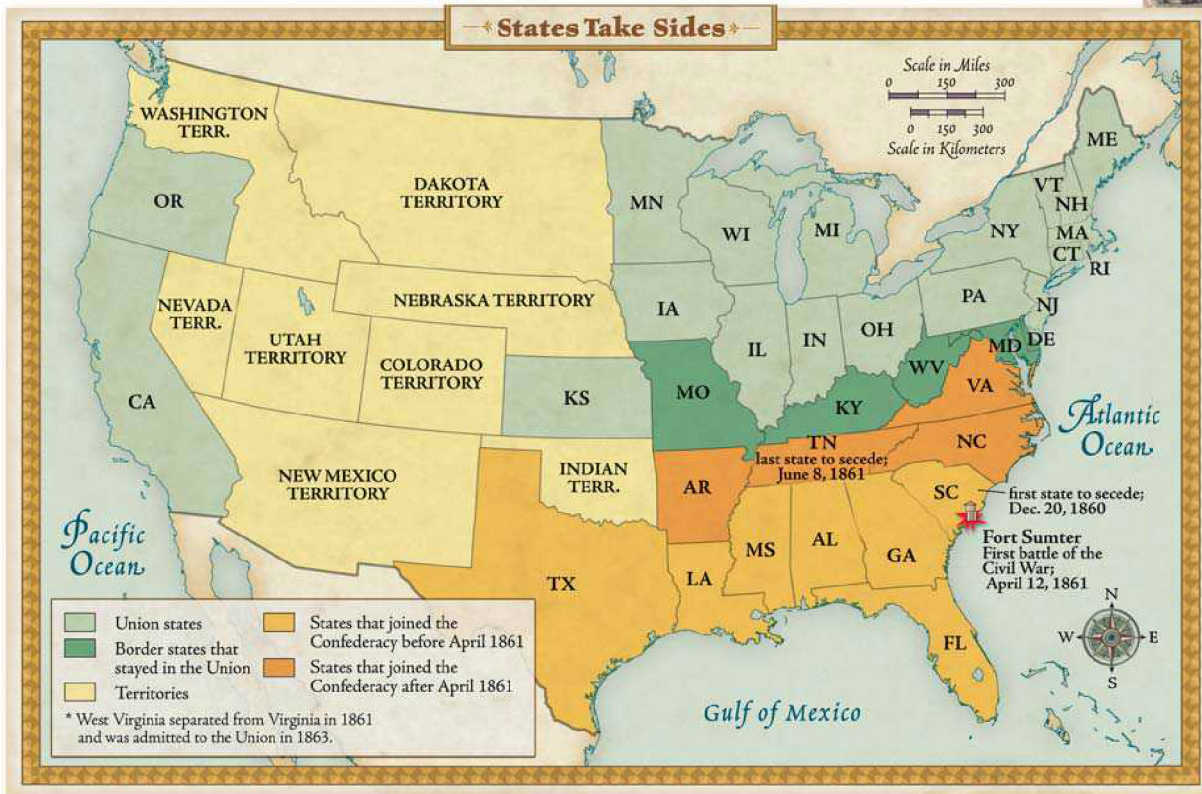 States Take Sides
Scale in Miles
0 150 300
0 150 300
Scale in Kilometers
WASHINGTON
TERR.
OR
DAKOTA
TERRITORY
MN
WI
MI
ME
VT
NH
NY
MA
CT
RI
NEVADA
TERR.
NEBRASKA TERRITORY
IA
PA
NJ
UTAH
TERRITORY
COLORADO
TERRITORY
IL
IN
OH
MD
DE
WV
VA
CA
KS
MO
KY
Atlantic
Ocean
NEW MEXICO
TERRITORY
INDIAN
TERR.
AR
TN
last state to secede;
June 8, 1861
NC
SC
first state to secede;
Dec. 20, 1860
Fort Sumter
First battle of the
Civil War;
April 12, 1861
Pacific
Ocean
TX
LA
MS
AL
GA
FL
N
W E
S
Gulf of Mexico
Union states
Border states that
stayed in the Union
Territories
States that joined the
Confederacy before April 1861
States that joined the
Confederacy after April 1861
* West Virginia separated from Virginia in 1861
and was admitted to the Union in 1863.